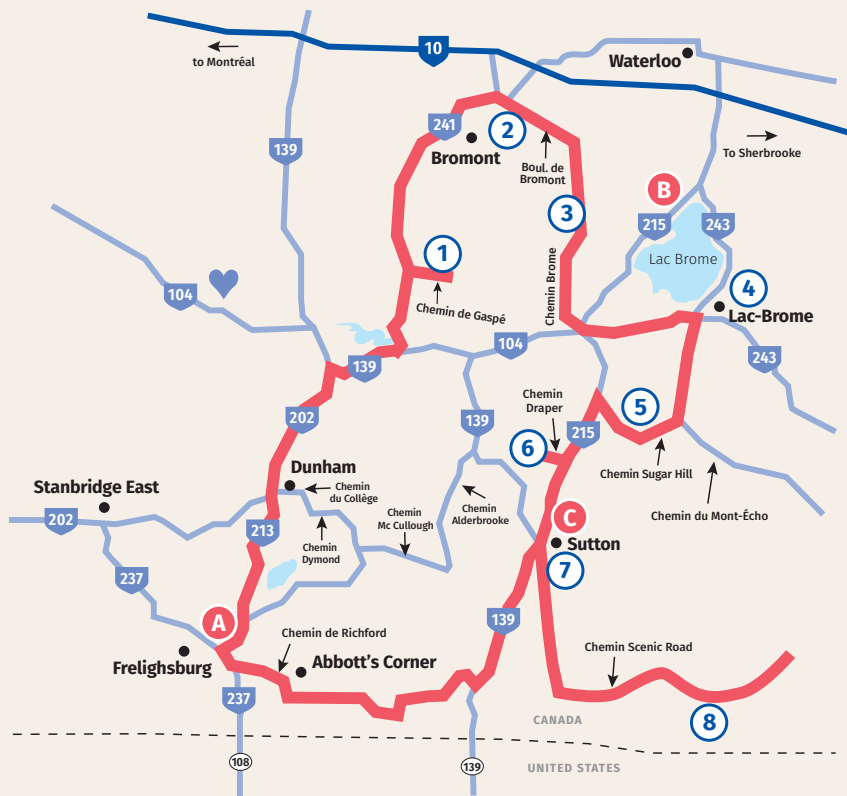 10
to Montréal
Waterloo
241
2
Bromont
139
Boul. de
Bromont
To Sherbrooke
B
215
243
3
1
Lac Brome
104
Chemin de Gaspé
Chemin Brome
4
Lac-Brome
104
139
243
202
139
Chemin
Draper
5
215
6
Chemin Sugar Hill
Dunham
Chemin
du Collège
Stanbridge East
202
213
Chemin
Dymond
Chemin
Mc Cullough
Chemin
Alderbrooke
Chemin du Mont-Écho
C
Sutton
7
237
A
139
Chemin de Richford
Chemin Scenic Road
Frelighsburg
Abbott's Corner
237
8
CANADA
UNITED STATES
108
139